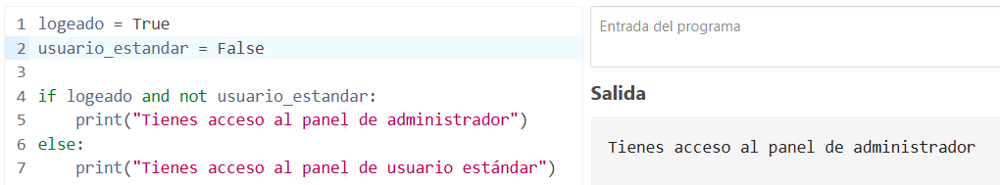 1 logeado = True
2 usuario_estandar = False
3
4 if logeado and not usuario_estandar:
5     print("Tienes acceso al panel de administrador")
6 else:
7     print("Tienes acceso al panel de usuario estándar")
Entrada del programa
Salida
Tienes acceso al panel de administrador